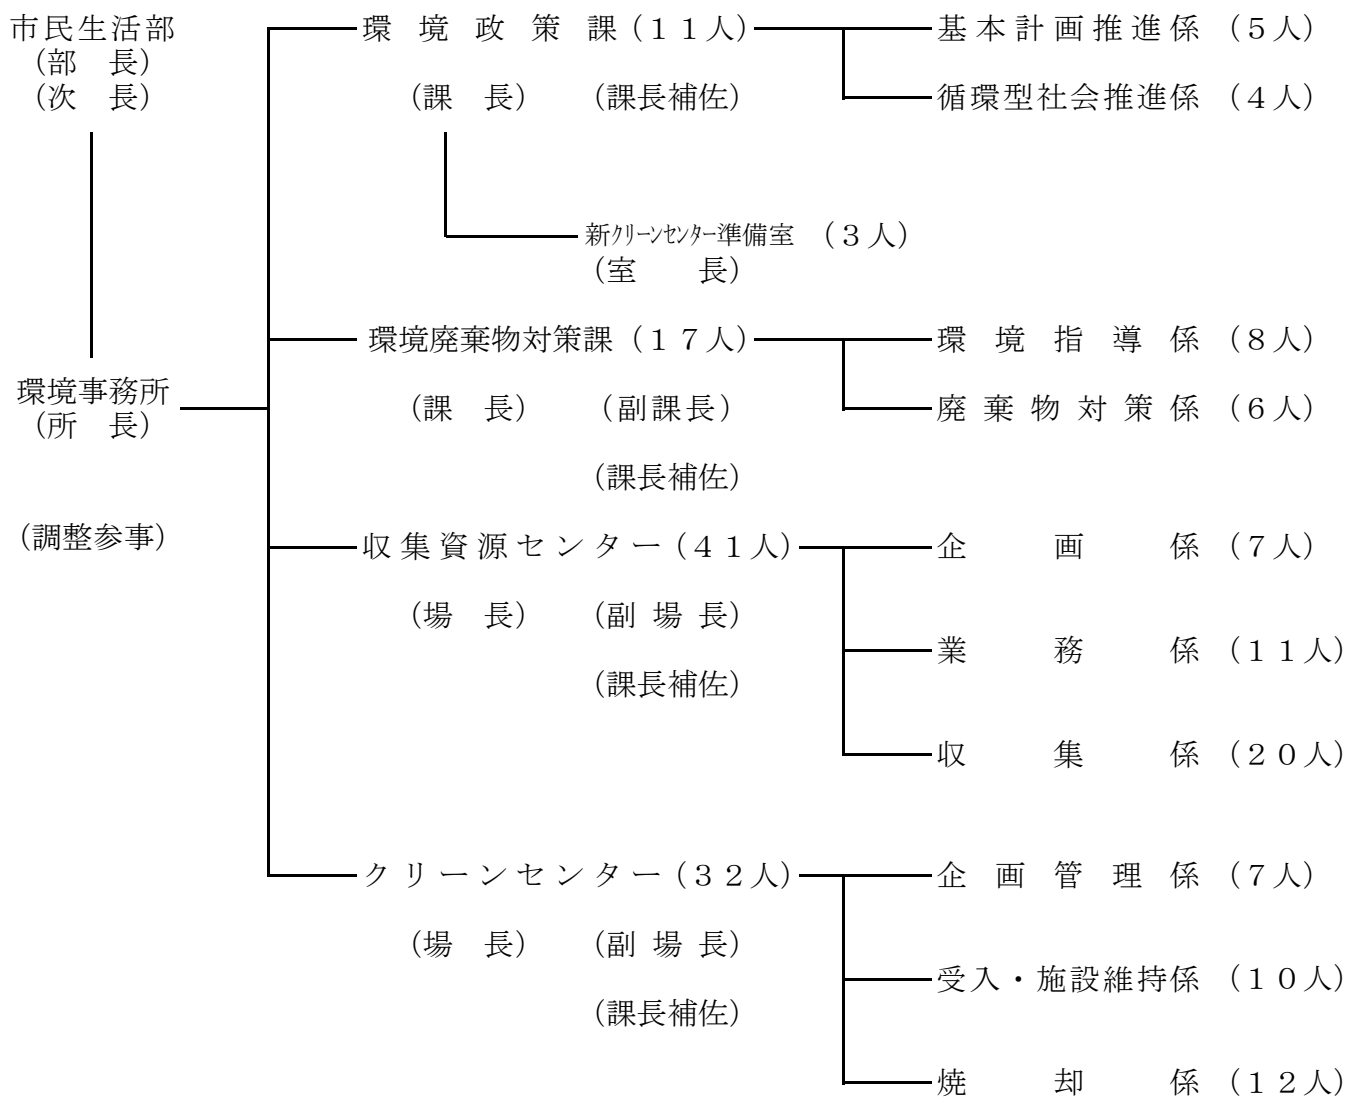 市民生活部
(部　長)
(次　長)
環境政策課(１１人)
(課　長)　(課長補佐)
基本計画推進係 (５人)
循環型社会推進係 (４人)
新ｸﾘｰﾝｾﾝﾀｰ準備室 (３人)
(室　長)
環境事務所
(所　長)
(調整参事)
環境廃棄物対策課(１７人)
(課　長)　(副課長)
(課長補佐)
環境指導係 (８人)
廃棄物対策係 (６人)
収集資源センター(４１人)
(場　長)　(副場長)
(課長補佐)
企画係 (７人)
業務係 (１１人)
収集係 (２０人)
クリーンセンター(３２人)
(場　長)　(副場長)
(課長補佐)
企画管理係 (７人)
受入・施設維持係 (１０人)
焼却係 (１２人)